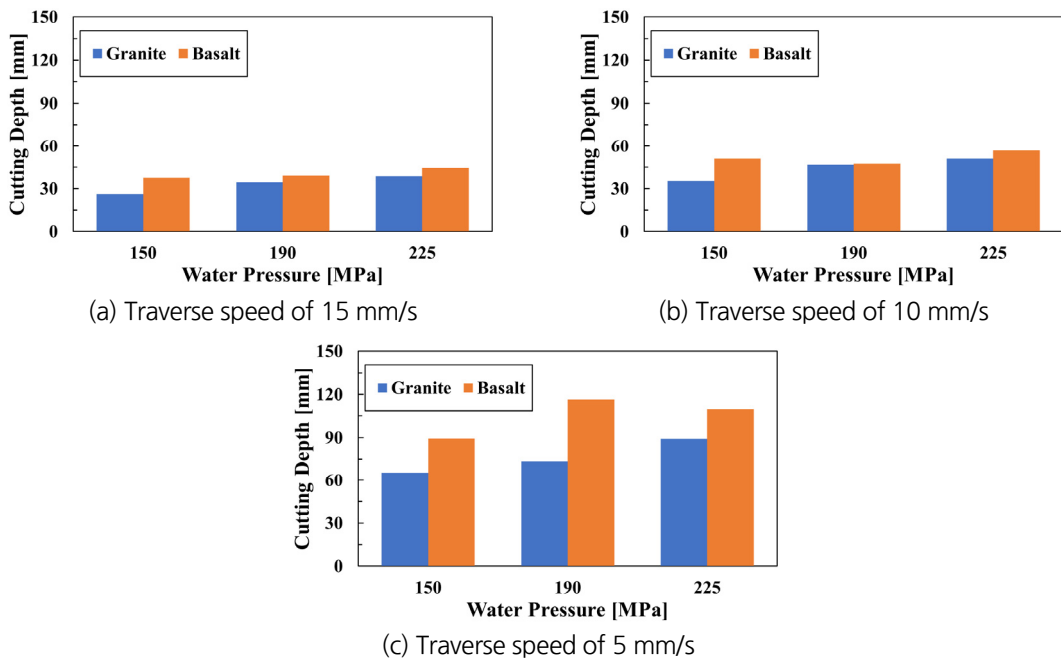 150
120
90
60
30
0
Cutting Depth [mm]
Granite Basalt
150 190 225
Water Pressure [MPa]
(a) Traverse speed of 15 mm/s
150
120
90
60
30
0
Cutting Depth [mm]
Granite Basalt
150 190 225
Water Pressure [MPa]
(b) Traverse speed of 10 mm/s
150
120
90
60
30
0
Cutting Depth [mm]
Granite Basalt
150 190 225
Water Pressure [MPa]
(c) Traverse speed of 5 mm/s